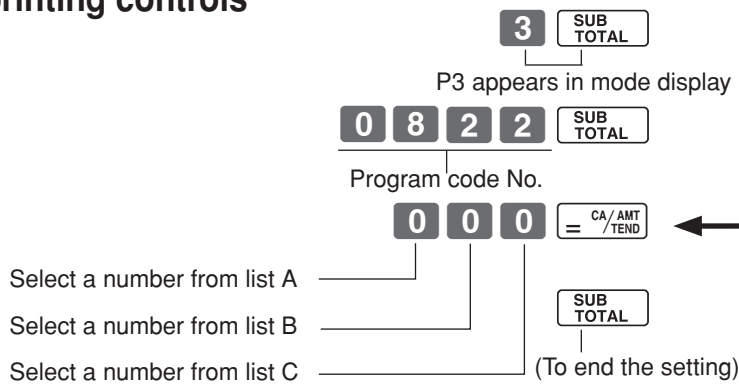 printing controls
3 SUB TOTAL
P3 appears in mode display
0 8 2 2 SUB TOTAL
Program code No.
0 0 0 = CA/AMT/TEND
Select a number from list A
Select a number from list B
SUB TOTAL
Select a number from list C
(To end the setting)